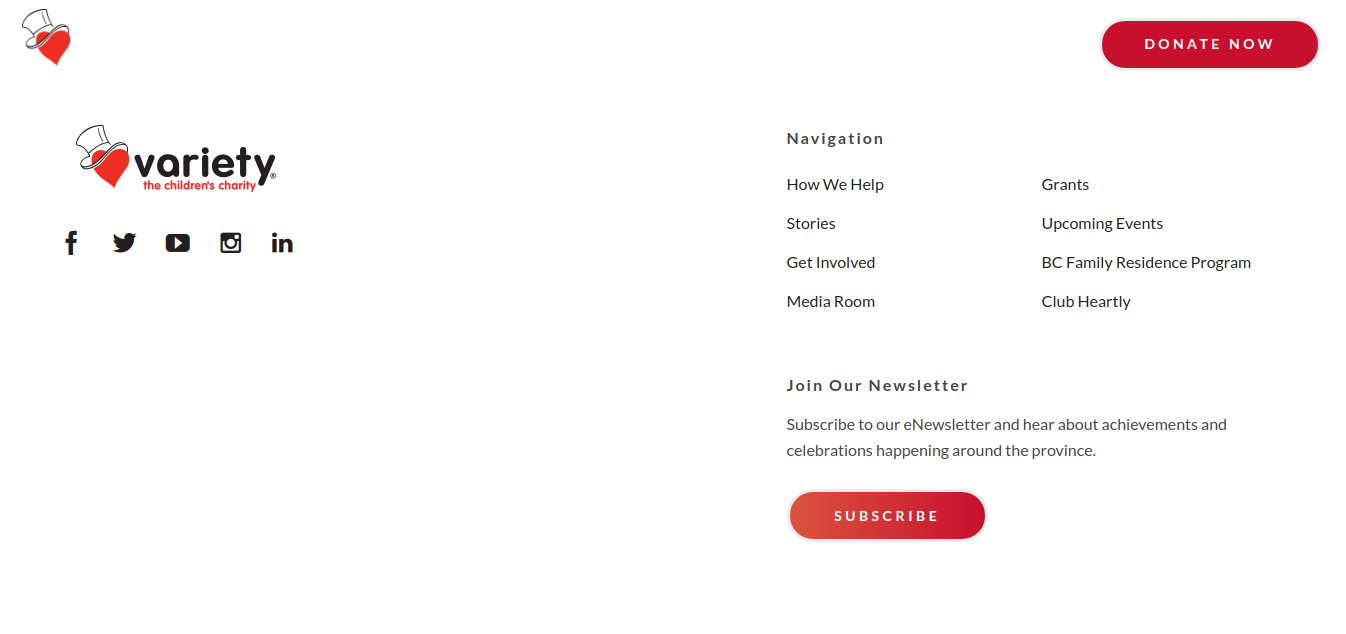 DONATE NOW
variety®
the children's charity
Navigation
How We Help
Grants
Stories
Upcoming Events
Get Involved
BC Family Residence Program
Media Room
Club Heartly
Join Our Newsletter
Subscribe to our eNewsletter and hear about achievements and
celebrations happening around the province.
SUBSCRIBE